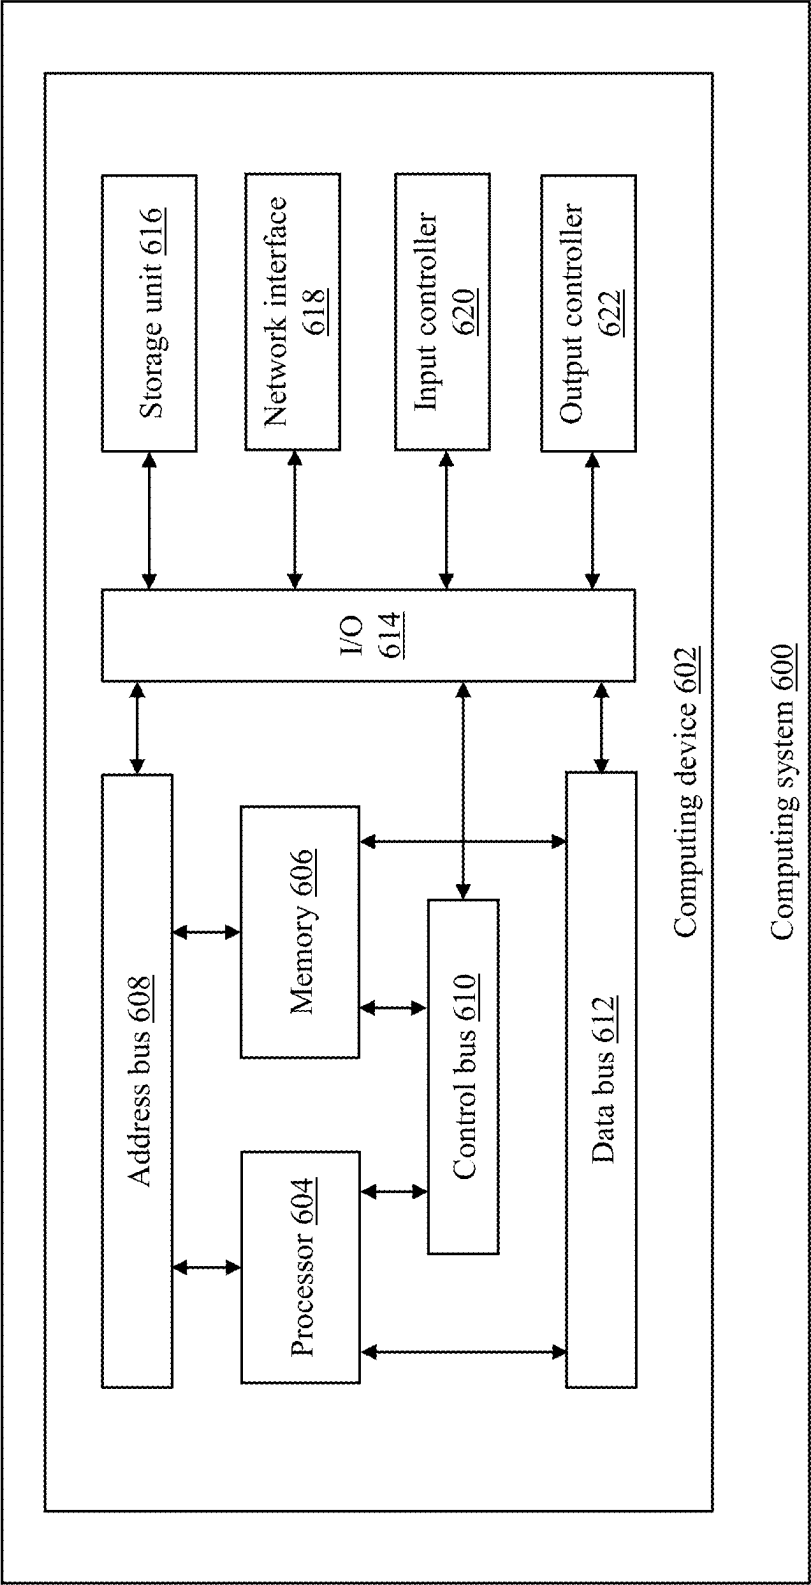 Address bus 608
Processor 604
Memory 606
Control bus 610
Data bus 612
I/O
614
Storage unit 616
Network interface
618
Input controller
620
Output controller
622
Computing device 602
Computing system 600